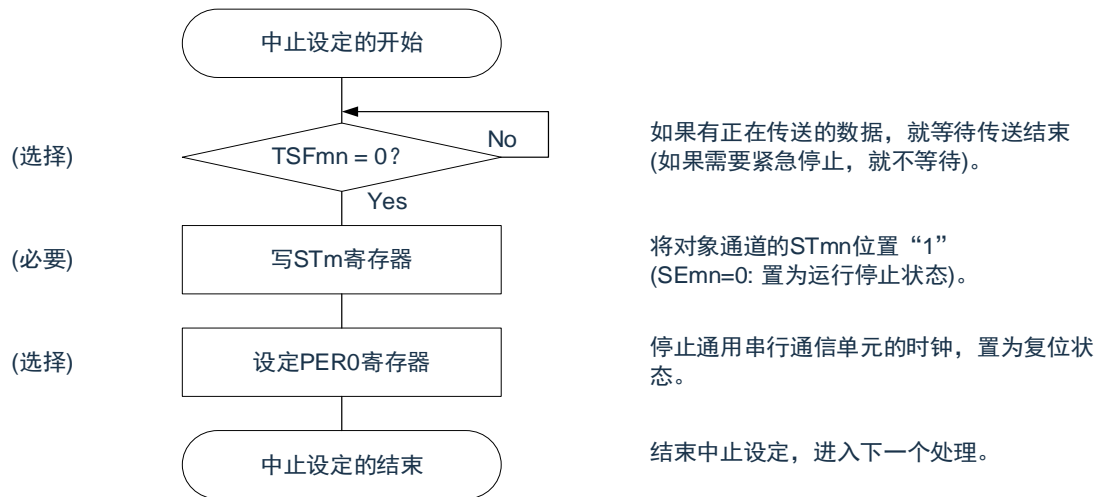 中止设定的开始
(选择)
TSFmn = 0?
No
如果有正在传送的数据，就等待传送结束
(如果需要紧急停止，就不等待)。
Yes
(必要)
写STm寄存器
将对象通道的STmn位置“1”
(SEmn=0: 置为运行停止状态)。
(选择)
设定PER0寄存器
停止通用串行通信单元的时钟，置为复位状
态。
中止设定的结束
结束中止设定，进入下一个处理。